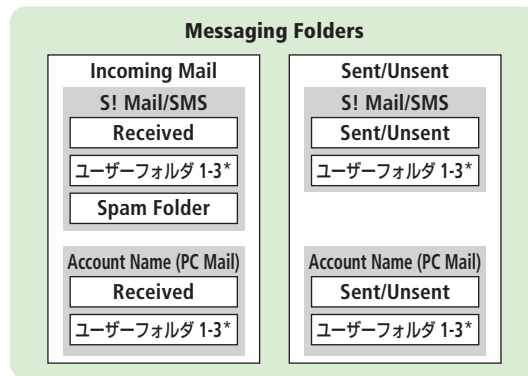 Messaging Folders
Incoming Mail
S! Mail/SMS
Received
ユーザーフォルダ 1-3*
Spam Folder
Account Name (PC Mail)
Received
ユーザーフォルダ 1-3*
Sent/Unsent
S! Mail/SMS
Sent/Unsent
ユーザーフォルダ 1-3*
Account Name (PC Mail)
Sent/Unsent
ユーザーフォルダ 1-3*